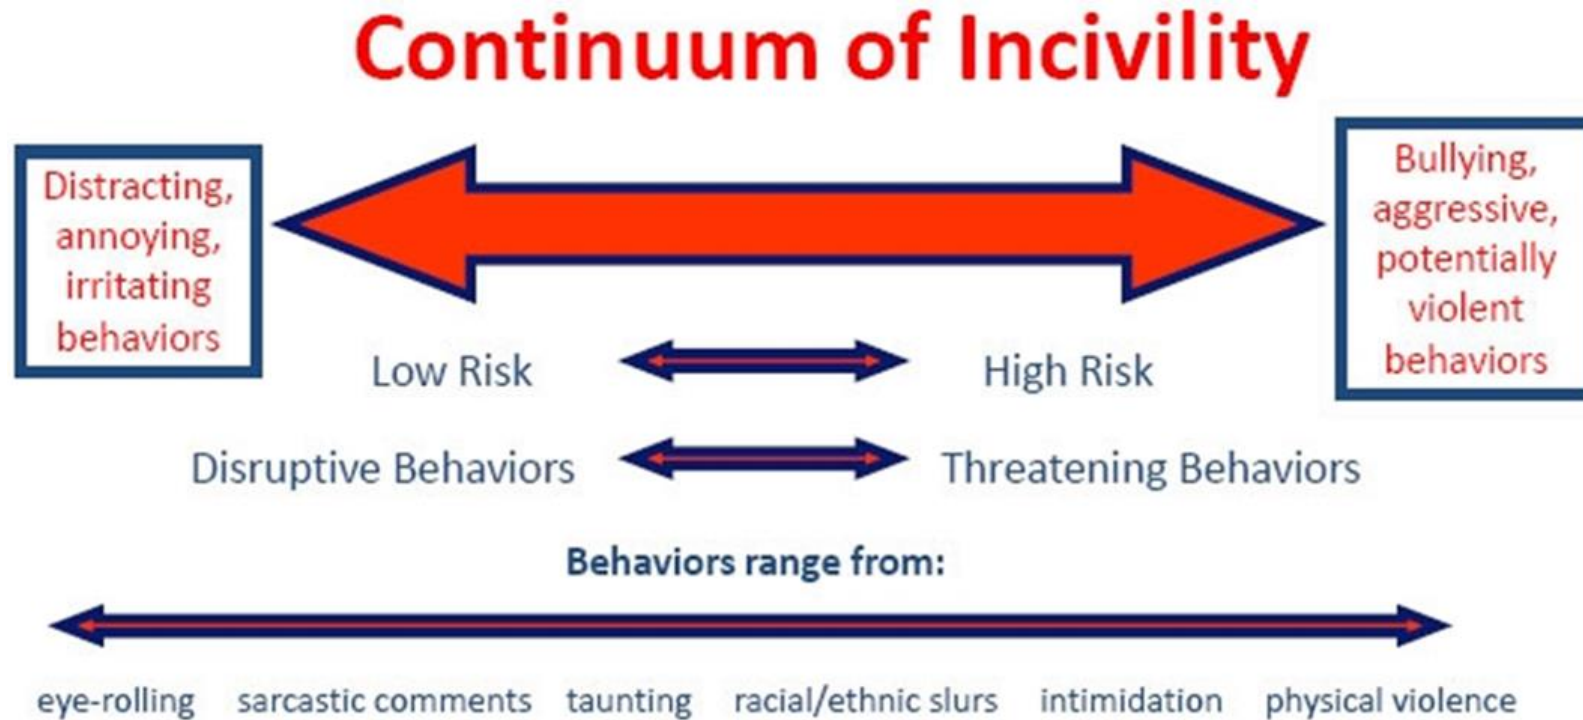 Continuum of Incivility
Distracting,
annoying,
irritating
behaviors
Bullying,
aggressive,
potentially
violent
behaviors
Low Risk High Risk
Disruptive Behaviors Threatening Behaviors
Behaviors range from:
eye-rolling sarcastic comments taunting racial/ethnic slurs intimidation physical violence